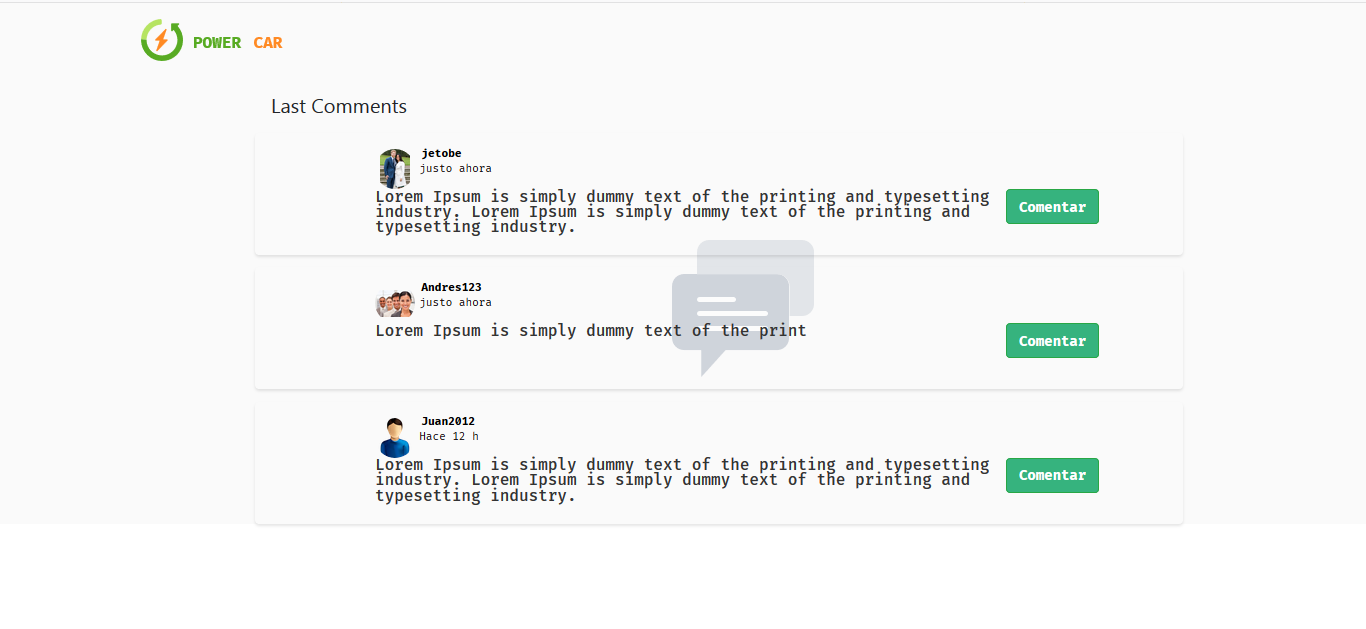 POWER CAR
Last Comments
jetobe
justo ahora
Lorem Ipsum is simply dummy text of the printing and typesetting
industry. Lorem Ipsum is simply dummy text of the printing and
typesetting industry.
Comentar
Andres123
justo ahora
Lorem Ipsum is simply dummy text of the print
Comentar
Juan2012
Hace 12 h
Lorem Ipsum is simply dummy text of the printing and typesetting
industry. Lorem Ipsum is simply dummy text of the printing and
typesetting industry.
Comentar